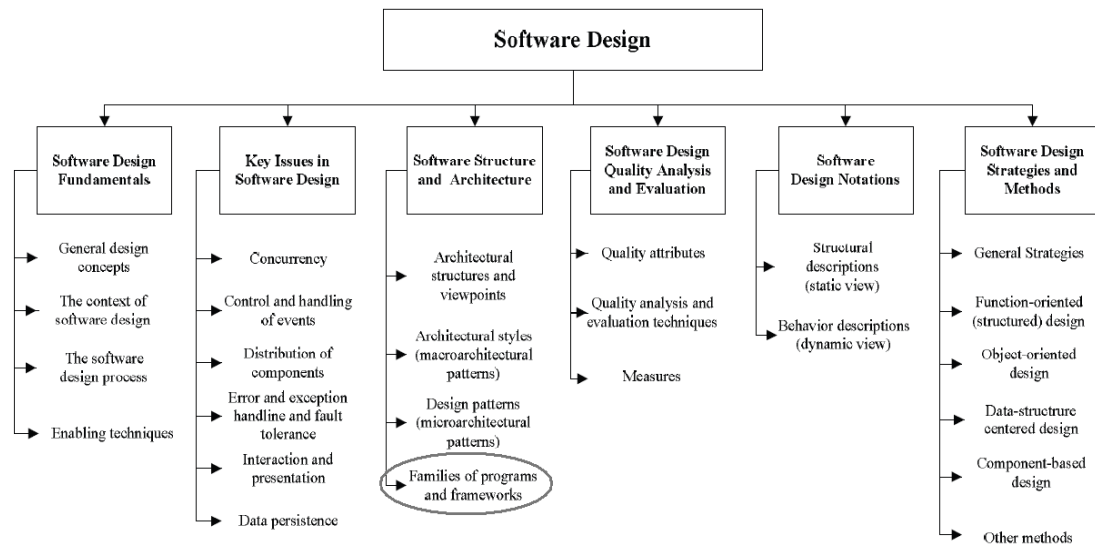 Software Design
Software Design
Fundamentals
General design
concepts
The context of
software design
The software
design process
Enabling techniques
Key Issues in
Software Design
Concurrency
Control and handling
of events
Distribution of
components
Error and exception
handline and fault
tolerance
Interaction and
presentation
Data persistence
Software Structure
and Architecture
Architectural
structures and
viewpoints
Architectural styles
(macroarchitectural
patterns)
Design patterns
(microarchitectural
patterns)
Families of programs
and frameworks
Software Design
Quality Analysis
and Evaluation
Quality attributes
Quality analysis and
evaluation techniques
Measures
Software
Design Notations
Structural
descriptions
(static view)
Behavior descriptions
(dynamic view)
Software Design
Strategies and
Methods
General Strategies
Function-oriented
(structured) design
Object-oriented
design
Data-structrure
centered design
Component-based
design
Other methods